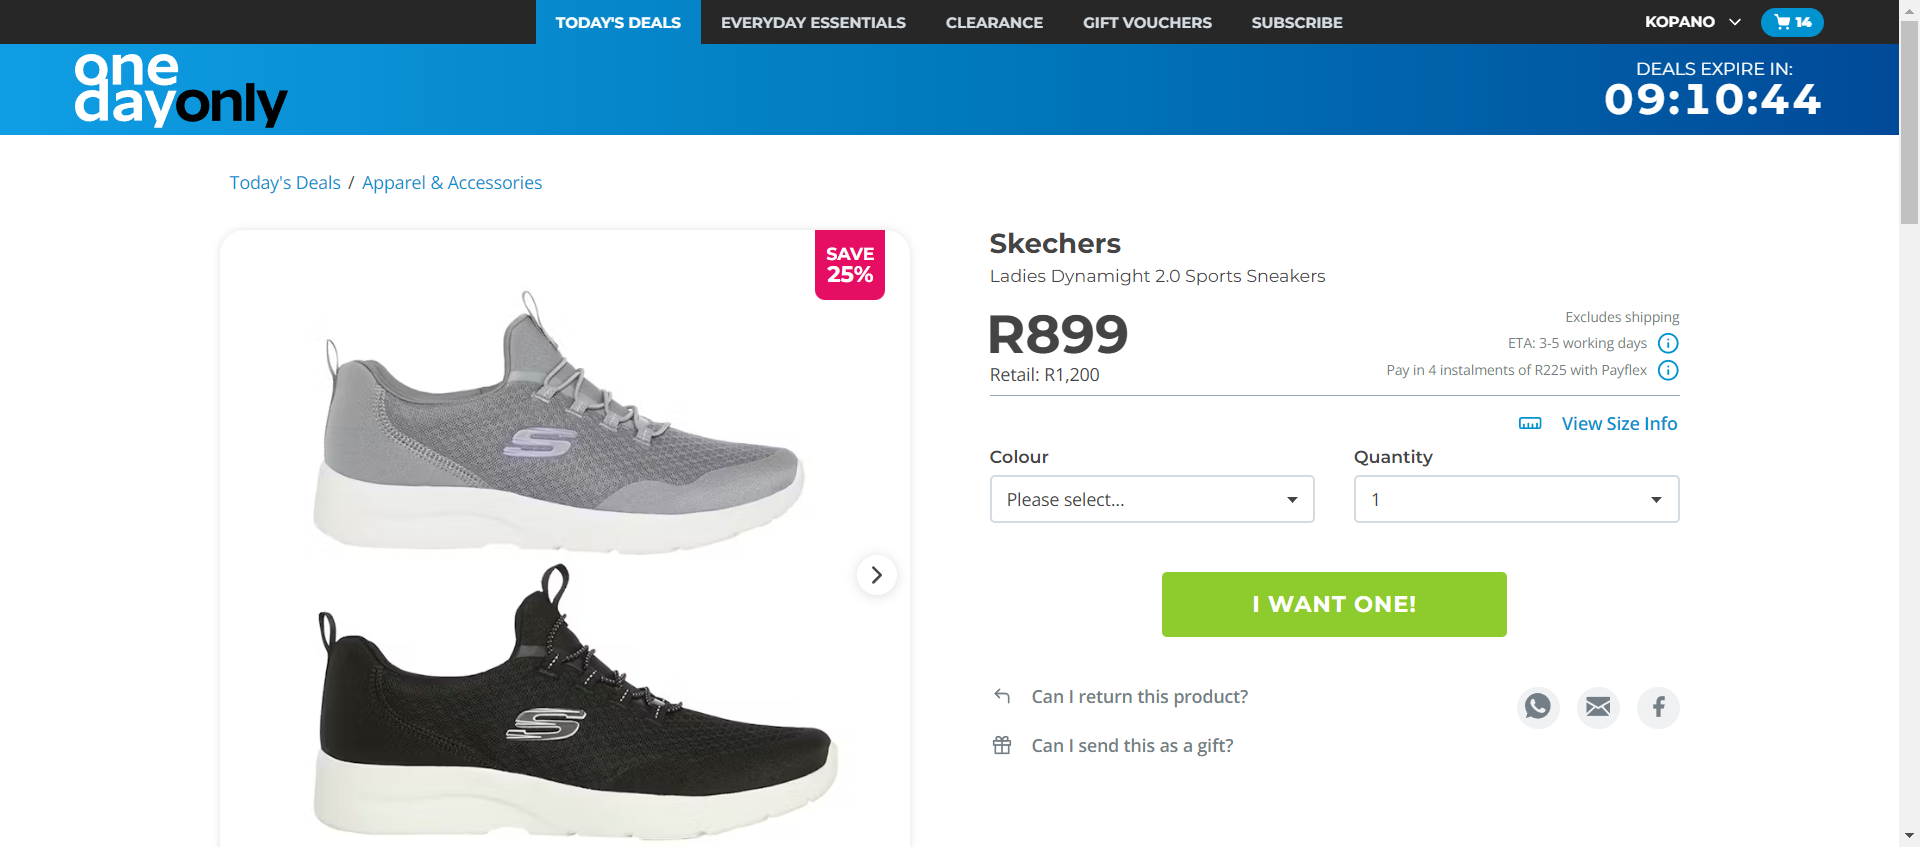 TODAY'S DEALS EVERYDAY ESSENTIALS CLEARANCE GIFT VOUCHERS SUBSCRIBE KOPANO 14
one
dayonly
DEALS EXPIRE IN:
09:10:44
Today's Deals / Apparel & Accessories
SAVE
25%
Skechers
Ladies Dynamight 2.0 Sports Sneakers
R899
Retail: R1,200
Excludes shipping
ETA: 3-5 working days
Pay in 4 instalments of R225 with Payflex
View Size Info
Colour Quantity
Please select... 1
I WANT ONE!
Can I return this product?
Can I send this as a gift?